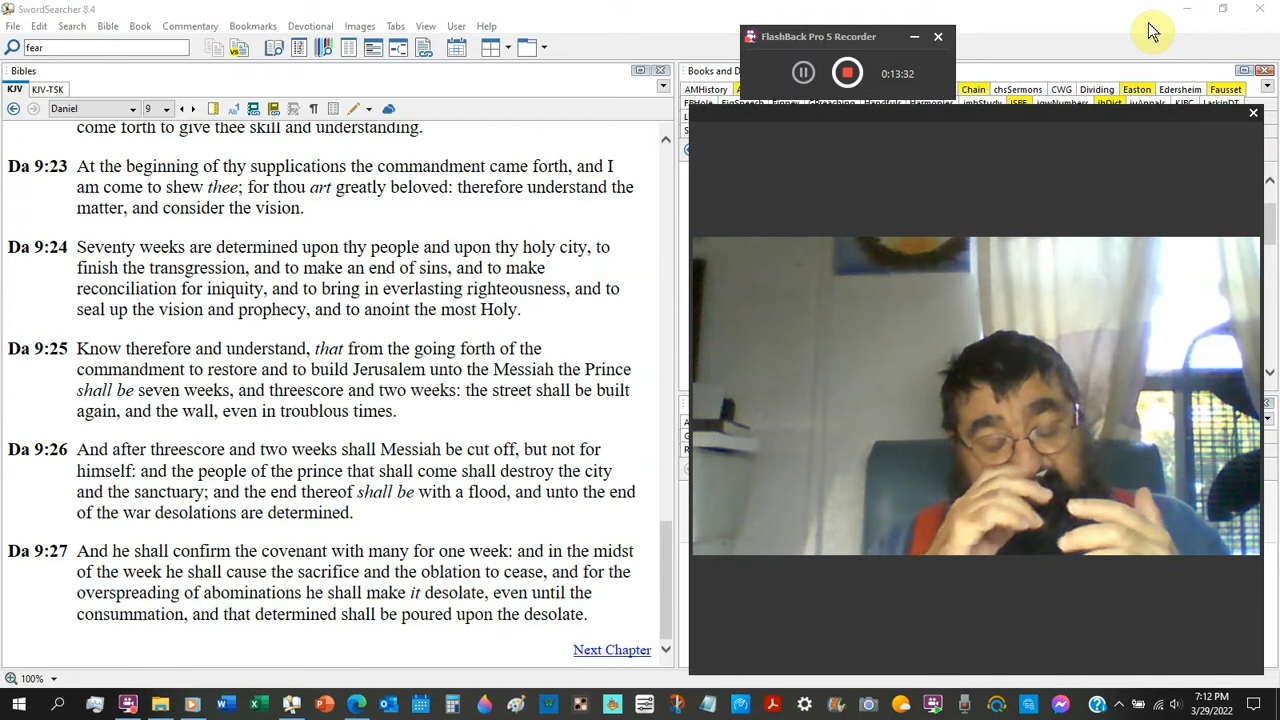 SwordSearcher 8.4
File Edit Search Bible Book Commentary Bookmarks Devotional Images Tabs View User Help
fear
FlashBack Pro 5 Recorder
0:13:32
Bibles
KJV KJV-TSK
Daniel 9
come forth to give thee skill and understanding.
Da 9:23 At the beginning of thy supplications the commandment came forth, and I
am come to shew thee; for thou art greatly beloved: therefore understand the
matter, and consider the vision.
Da 9:24 Seventy weeks are determined upon thy people and upon thy holy city, to
finish the transgression, and to make an end of sins, and to make
reconciliation for iniquity, and to bring in everlasting righteousness, and to
seal up the vision and prophecy, and to anoint the most Holy.
Da 9:25 Know therefore and understand, that from the going forth of the
commandment to restore and to build Jerusalem unto the Messiah the Prince
shall be seven weeks, and threescore and two weeks: the street shall be built
again, and the wall, even in troublous times.
Da 9:26 And after threescore and two weeks shall Messiah be cut off, but not for
himself: and the people of the prince that shall come shall destroy the city
and the sanctuary; and the end thereof shall be with a flood, and unto the end
of the war desolations are determined.
Da 9:27 And he shall confirm the covenant with many for one week: and in the midst
of the week he shall cause the sacrifice and the oblation to cease, and for the
overspreading of abominations he shall make it desolate, even until the
consummation, and that determined shall be poured upon the desolate.
Next Chapter
100%
Books and D
AMHistory Chain chsSermons CWG Dividing Easton Edersheim Fausset
7:12 PM
3/29/2022